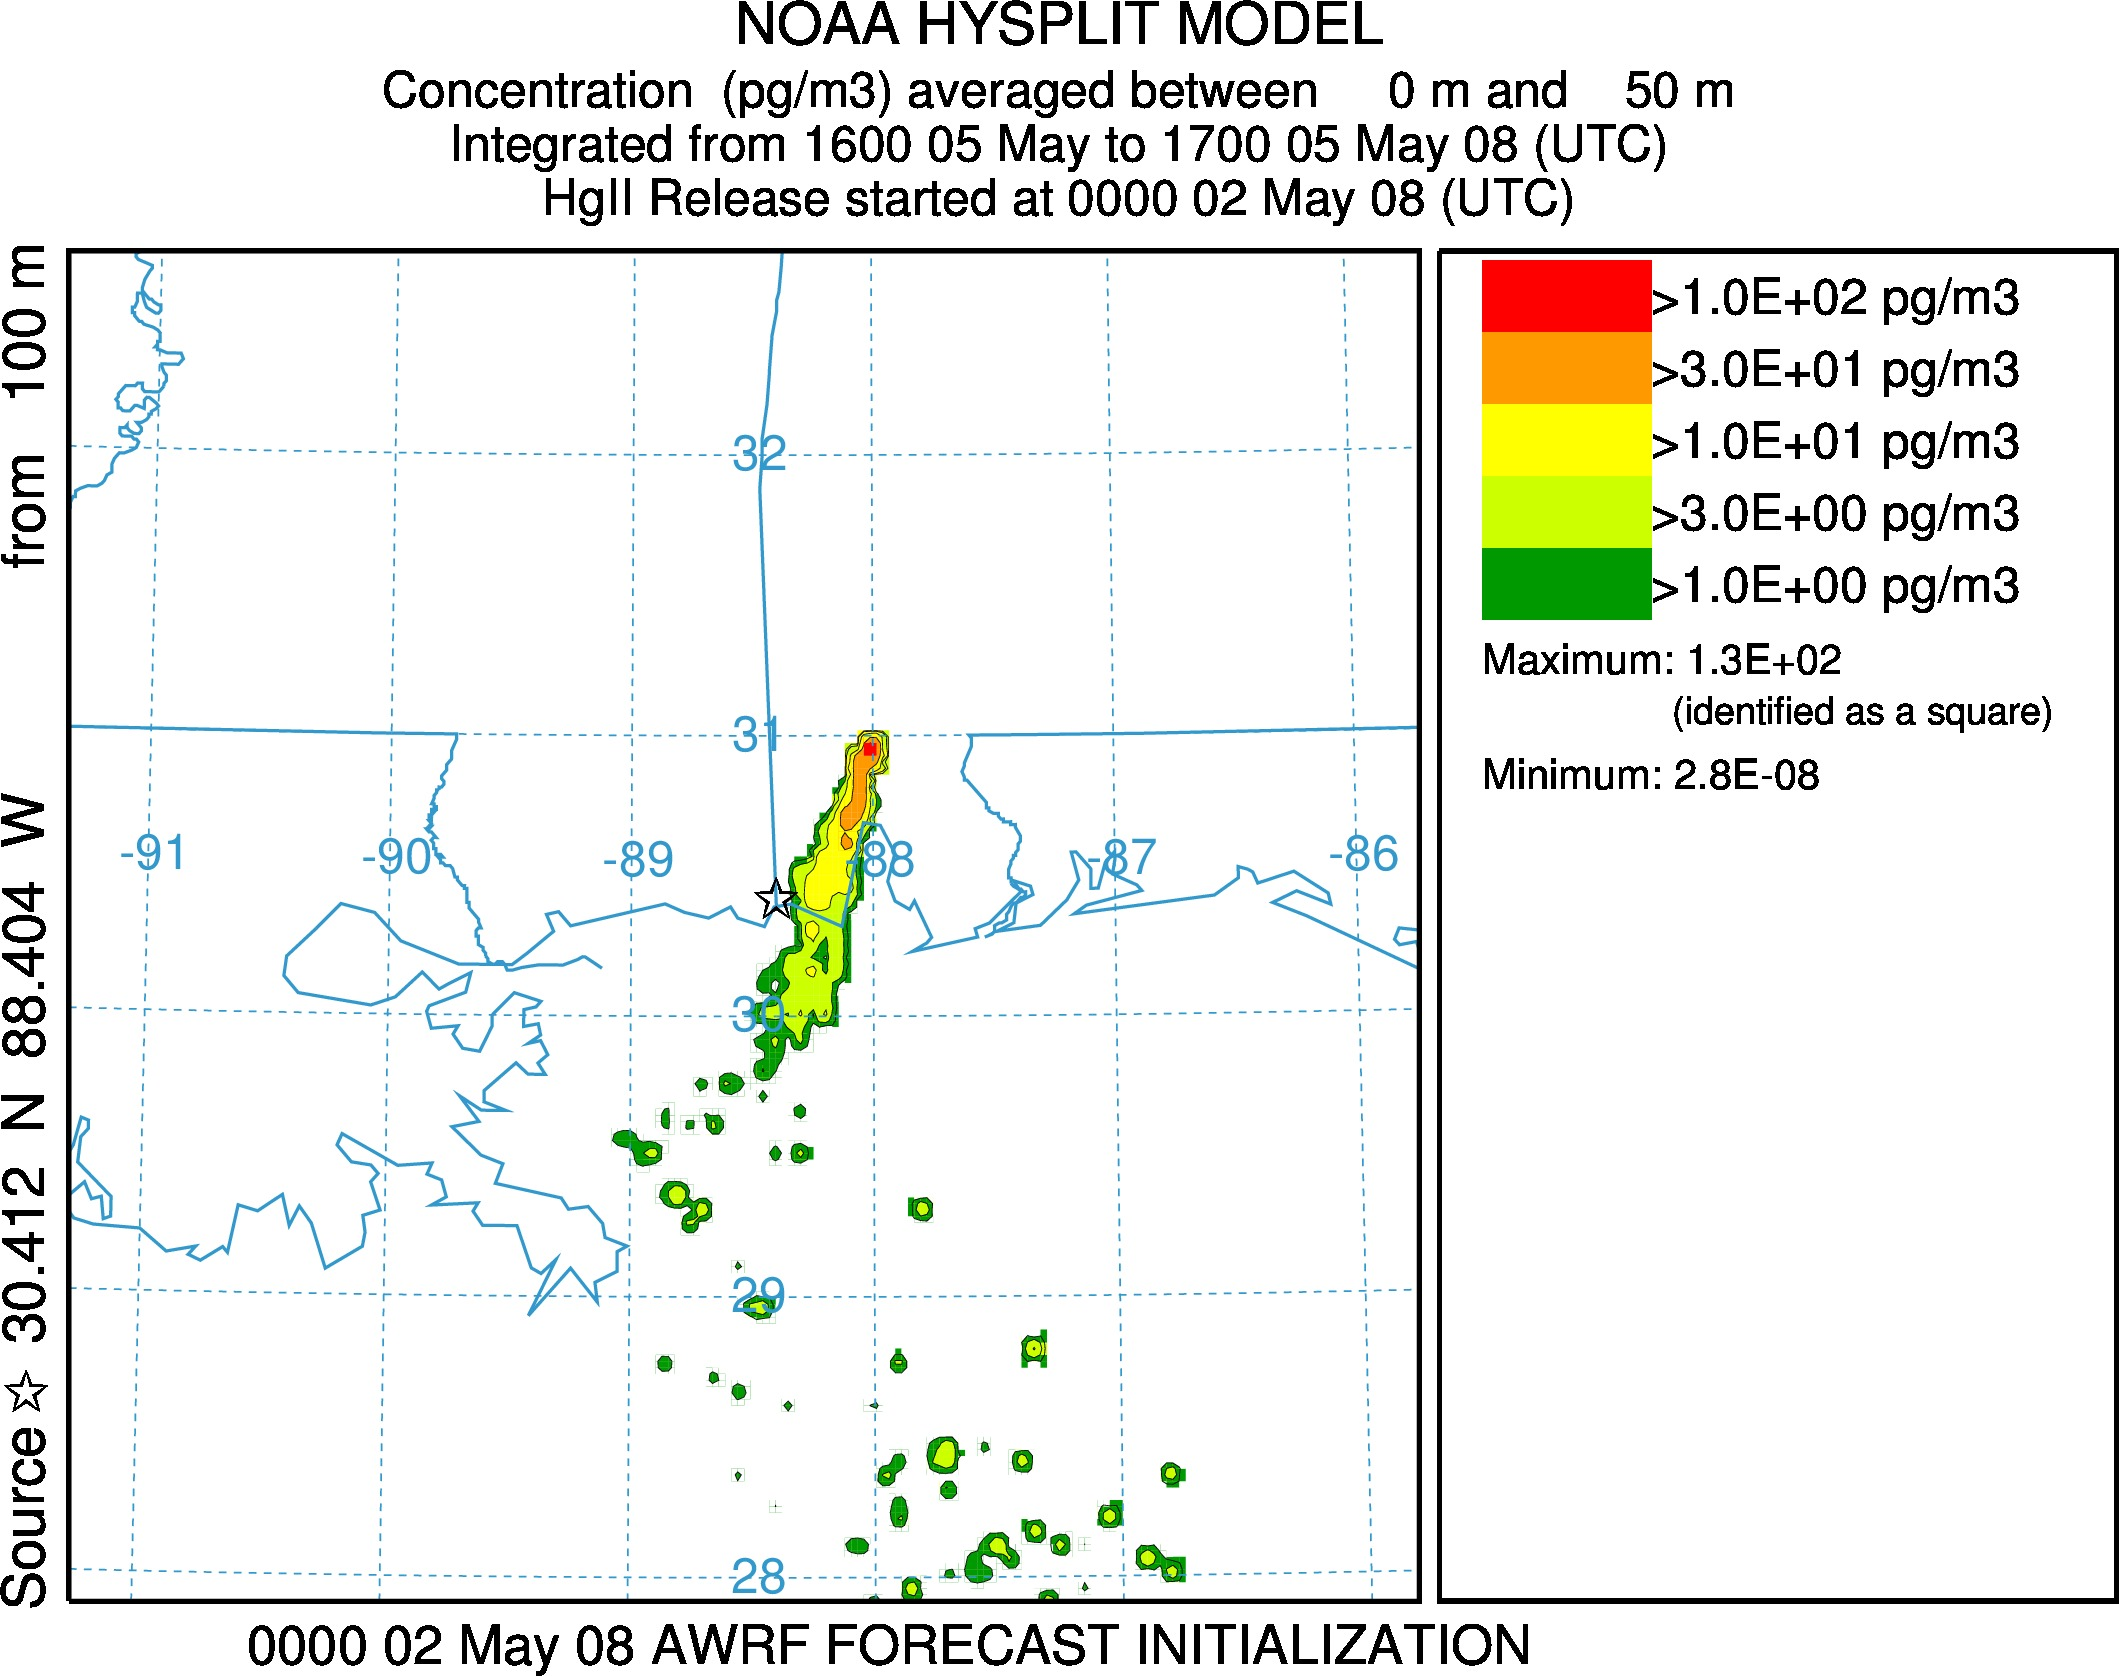 NOAA HYSPLIT MODEL
Concentration (pg/m3) averaged between 0 m and 50 m
Integrated from 1600 05 May to 1700 05 May 08 (UTC)
HgII Release started at 0000 02 May 08 (UTC)
Source ☆ 30.412 N 88.404 W from 100 m
32
31
-91
-90
-89
-88
-87
-86
30
29
28
>1.0E+02 pg/m3
>3.0E+01 pg/m3
>1.0E+01 pg/m3
>3.0E+00 pg/m3
>1.0E+00 pg/m3
Maximum: 1.3E+02
(identified as a square)
Minimum: 2.8E-08
0000 02 May 08 AWRF FORECAST INITIALIZATION